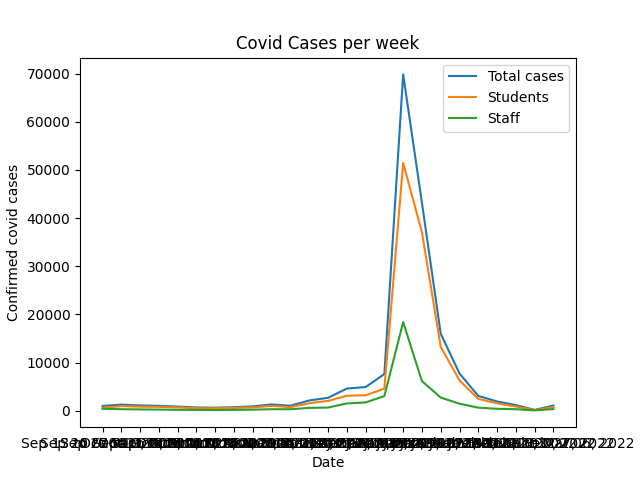 Covid Cases per week
Total cases
Students
Staff
70000
60000
50000
40000
30000
20000
10000
0
Confirmed covid cases
Date